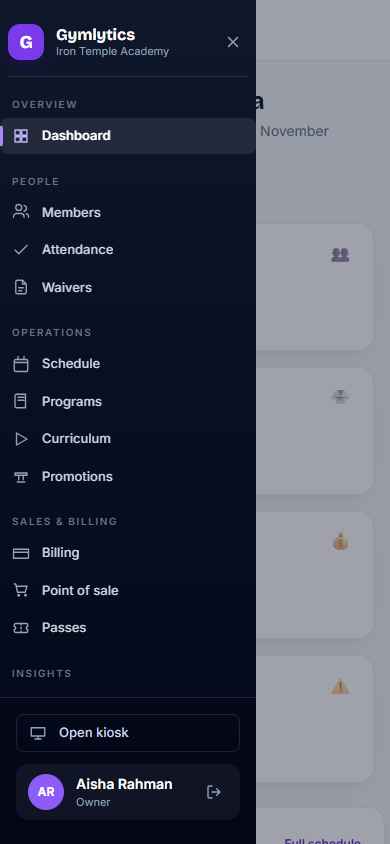 G
Gymlytics
Iron Temple Academy
OVERVIEW
Dashboard
PEOPLE
Members
Attendance
Waivers
OPERATIONS
Schedule
Programs
Curriculum
Promotions
SALES & BILLING
Billing
Point of sale
Passes
INSIGHTS
Open kiosk
AR
Aisha Rahman
Owner
a
November
Full schedule